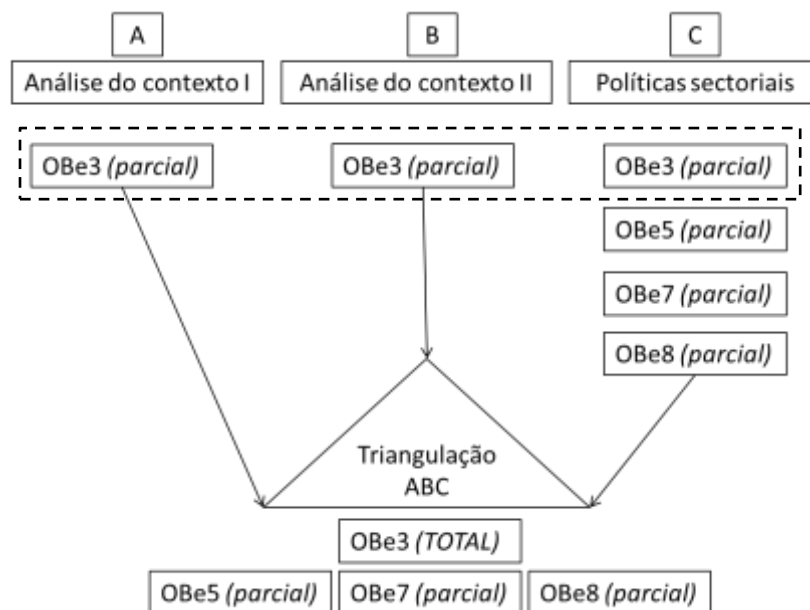 A
B
C
Análise do contexto I
Análise do contexto II
Políticas sectoriais
OBe3 (parcial)
OBe3 (parcial)
OBe3 (parcial)
OBe5 (parcial)
OBe7 (parcial)
OBe8 (parcial)
Triangulação
ABC
OBe3 (TOTAL)
OBe5 (parcial)
OBe7 (parcial)
OBe8 (parcial)